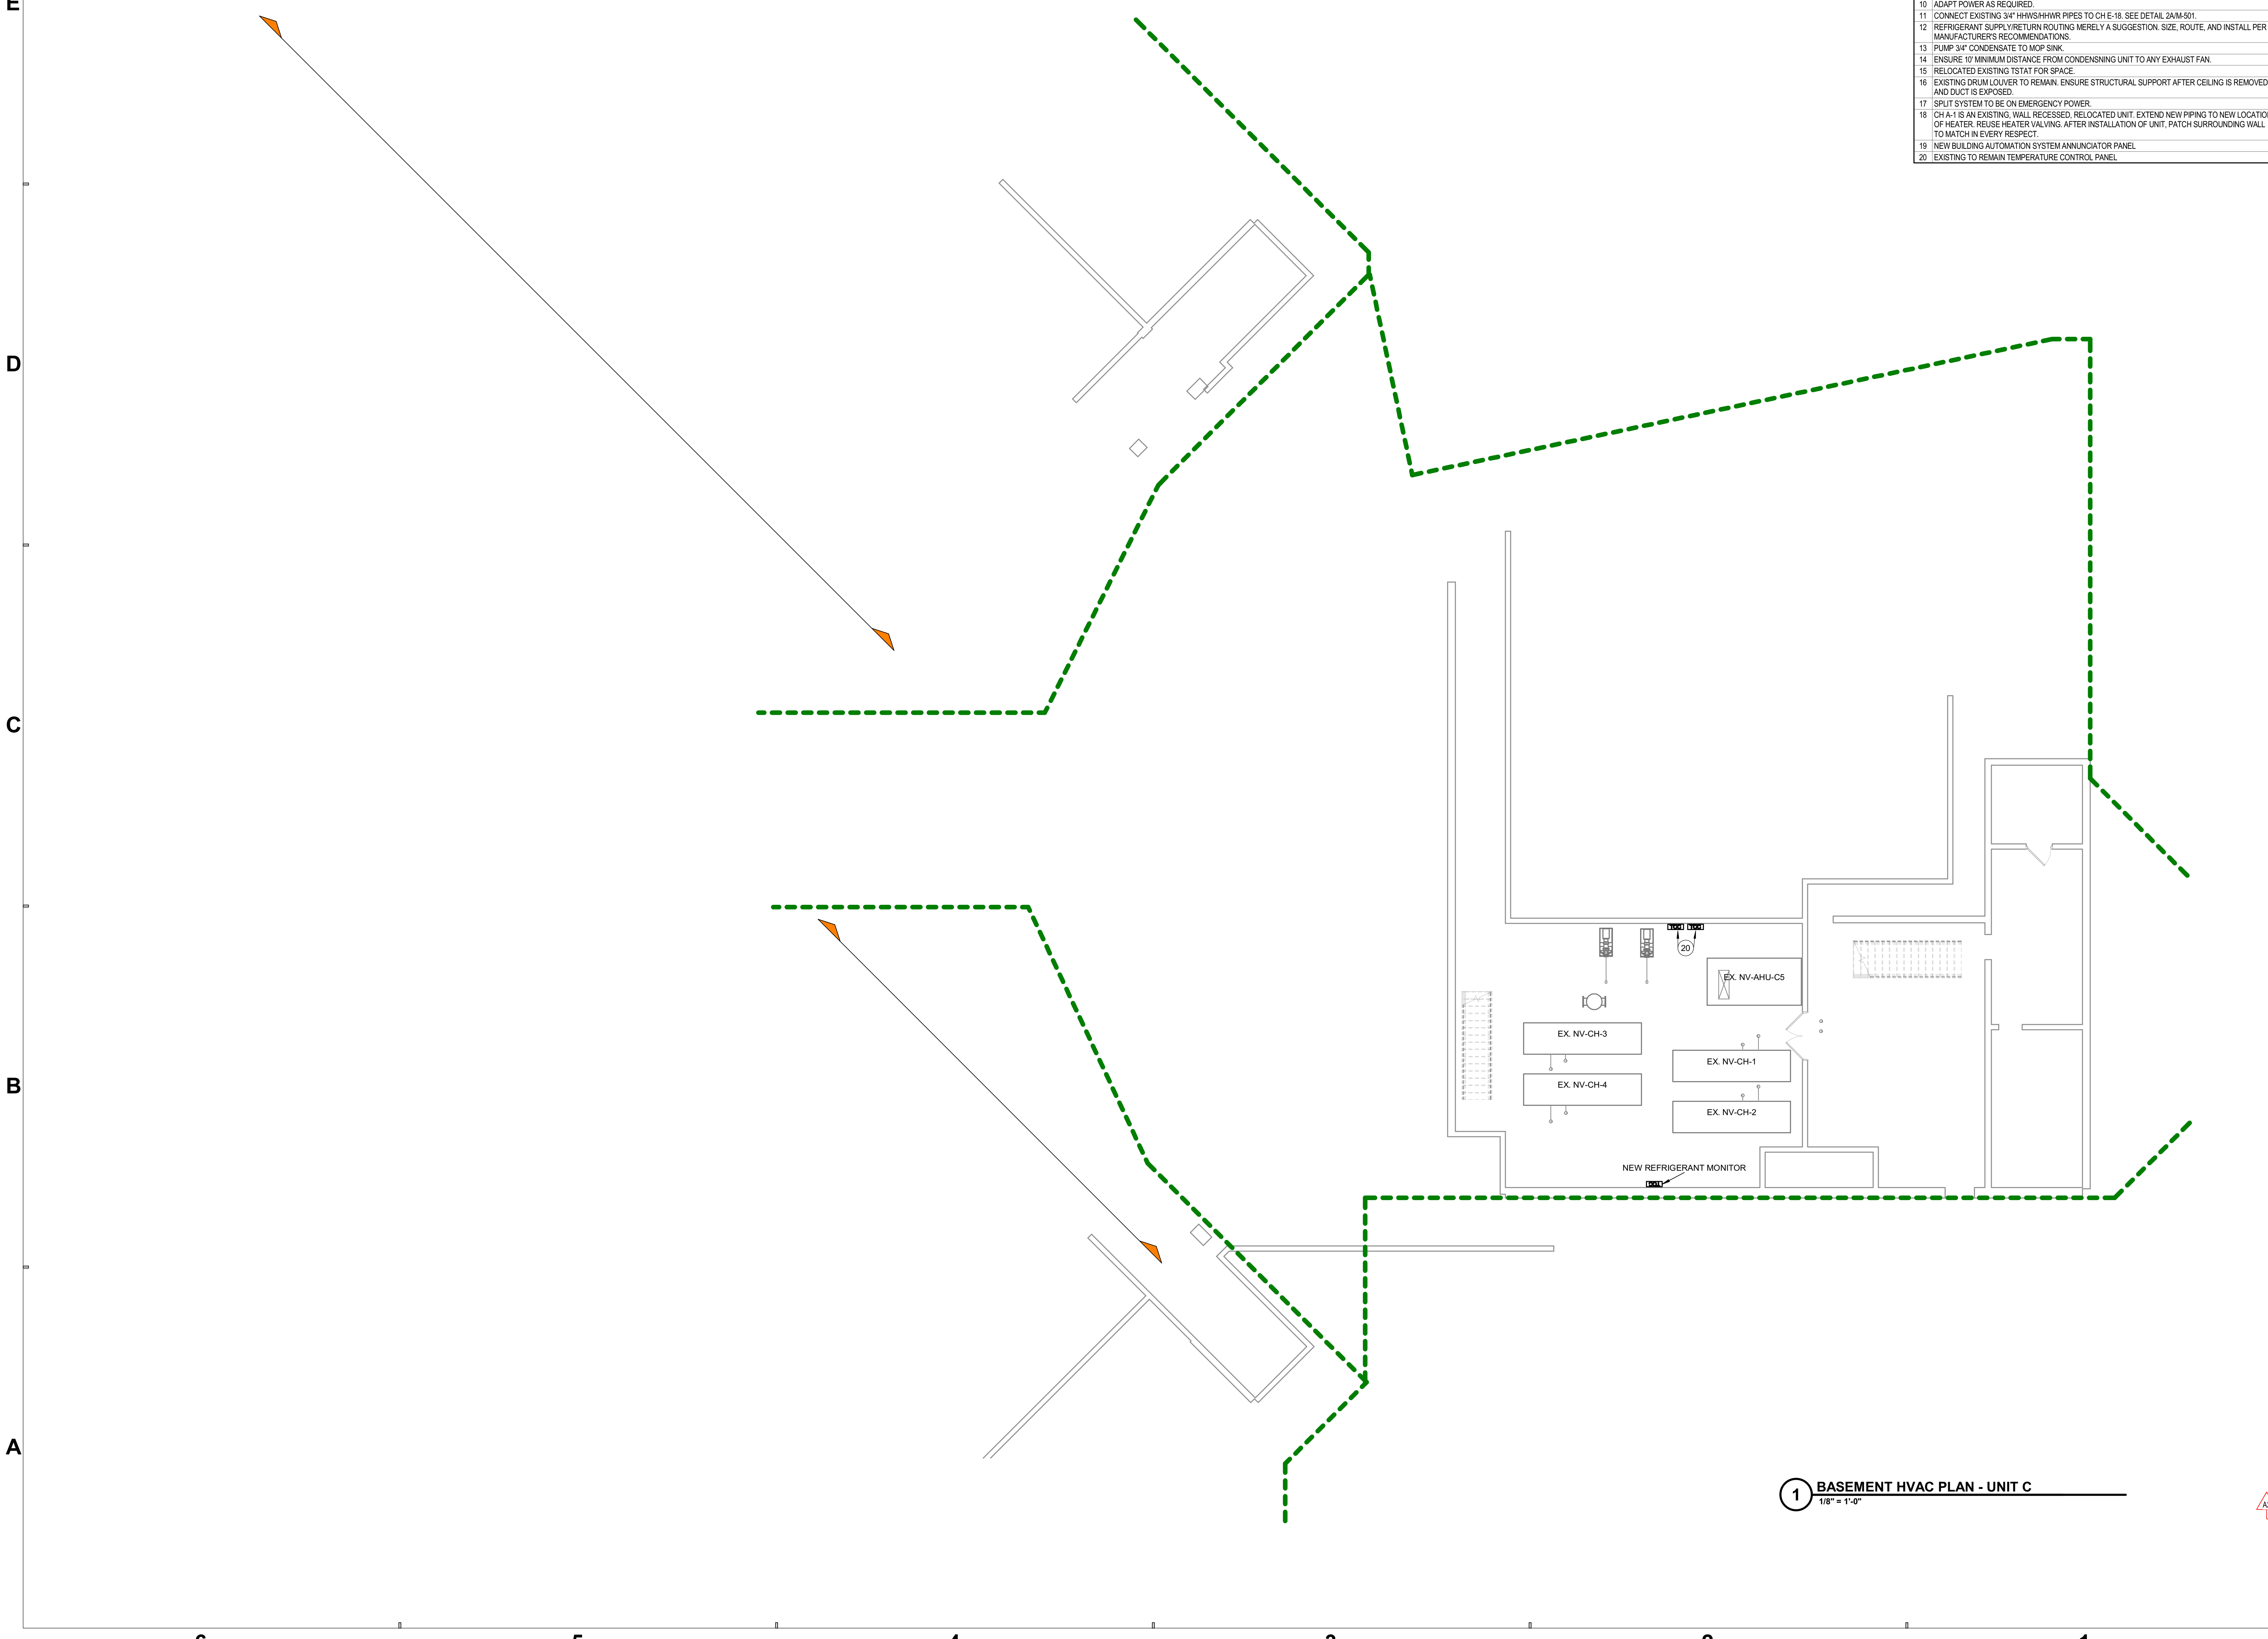 E
10 ADAPT POWER AS REQUIRED.
11 CONNECT EXISTING 3/4" HHWS/HHWR PIPES TO CH E-18. SEE DETAIL 2A/M-501.
12 REFRIGERANT SUPPLY/RETURN ROUTING MERELY A SUGGESTION. SIZE, ROUTE, AND INSTALL PER
MANUFACTURER'S RECOMMENDATIONS.
13 PUMP 3/4" CONDENSATE TO MOP SINK.
14 ENSURE 10' MINIMUM DISTANCE FROM CONDENSNING UNIT TO ANY EXHAUST FAN.
15 RELOCATED EXISTING TSTAT FOR SPACE.
16 EXISTING DRUM LOUVER TO REMAIN. ENSURE STRUCTURAL SUPPORT AFTER CEILING IS REMOVED
AND DUCT IS EXPOSED.
17 SPLIT SYSTEM TO BE ON EMERGENCY POWER.
18 CH A-1 IS AN EXISTING, WALL RECESSED, RELOCATED UNIT. EXTEND NEW PIPING TO NEW LOCATION
OF HEATER. REUSE HEATER VALVING. AFTER INSTALLATION OF UNIT, PATCH SURROUNDING WALL
TO MATCH IN EVERY RESPECT.
19 NEW BUILDING AUTOMATION SYSTEM ANNUNCIATOR PANEL
20 EXISTING TO REMAIN TEMPERATURE CONTROL PANEL
D
C
20
EX. NV-AHU-C5
EX. NV-CH-3
EX. NV-CH-1
EX. NV-CH-4
B
EX. NV-CH-2
NEW REFRIGERANT MONITOR
A
1 BASEMENT HVAC PLAN - UNIT C
1/8" = 1'-0"
6 5 4 3 2 1